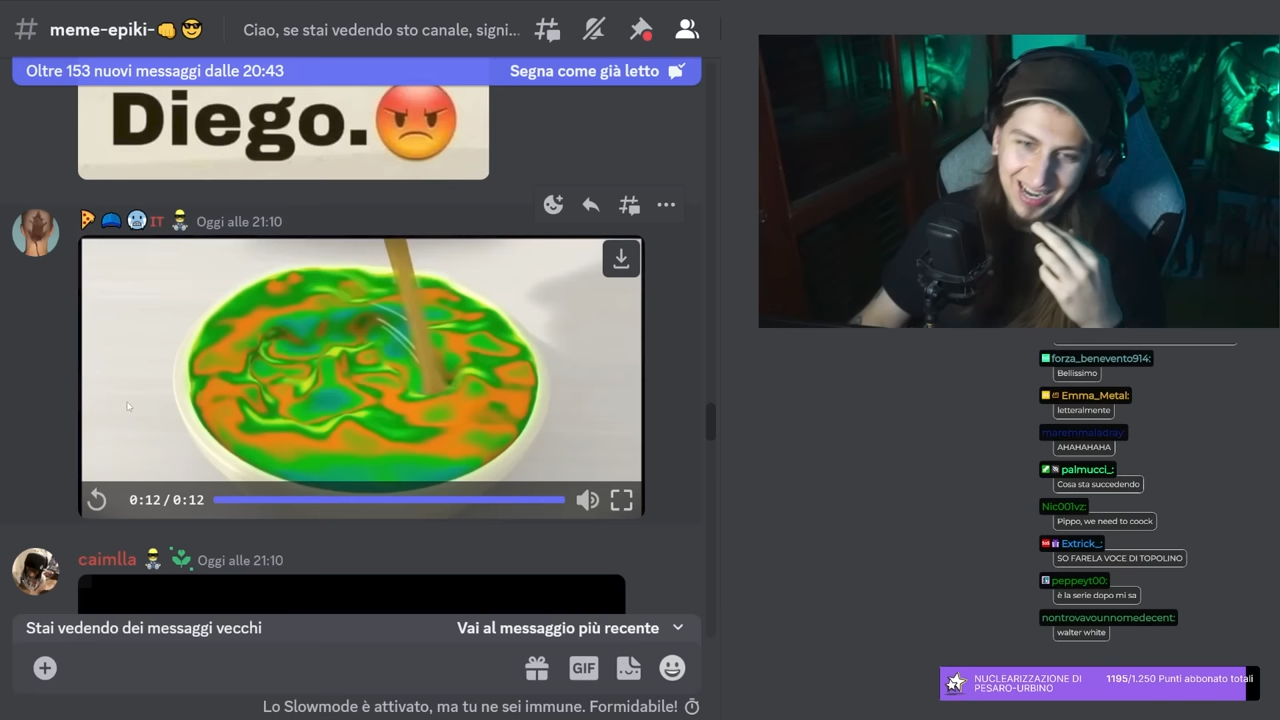 meme-epiki-👊😎
Ciao, se stai vedendo sto canale, signi...
Oltre 153 nuovi messaggi dalle 20:43
Segna come già letto
Diego.😡
🍕🧢🥶IT Oggi alle 21:10
0:12/0:12
caimlla Oggi alle 21:10
Stai vedendo dei messaggi vecchi
Vai al messaggio più recente
GIF
Lo Slowmode è attivato, ma tu ne sei immune. Formidabile!
forza_benevento914:
Bellissimo
Emma_Metal:
letteralmente
maremmaladray
AHAHAHAHA
palmucci_:
Cosa sta succedendo
Nic001vz:
Pippo, we need to coock
Extrick_:
SO FARELA VOCE DI TOPOLINO
peppeyt00:
è la serie dopo mi sa
nontrovavounnomedecent:
walter white
NUCLEARIZZAZIONE DI
PESARO-URBINO
1195/1.250 Punti abbonato totali